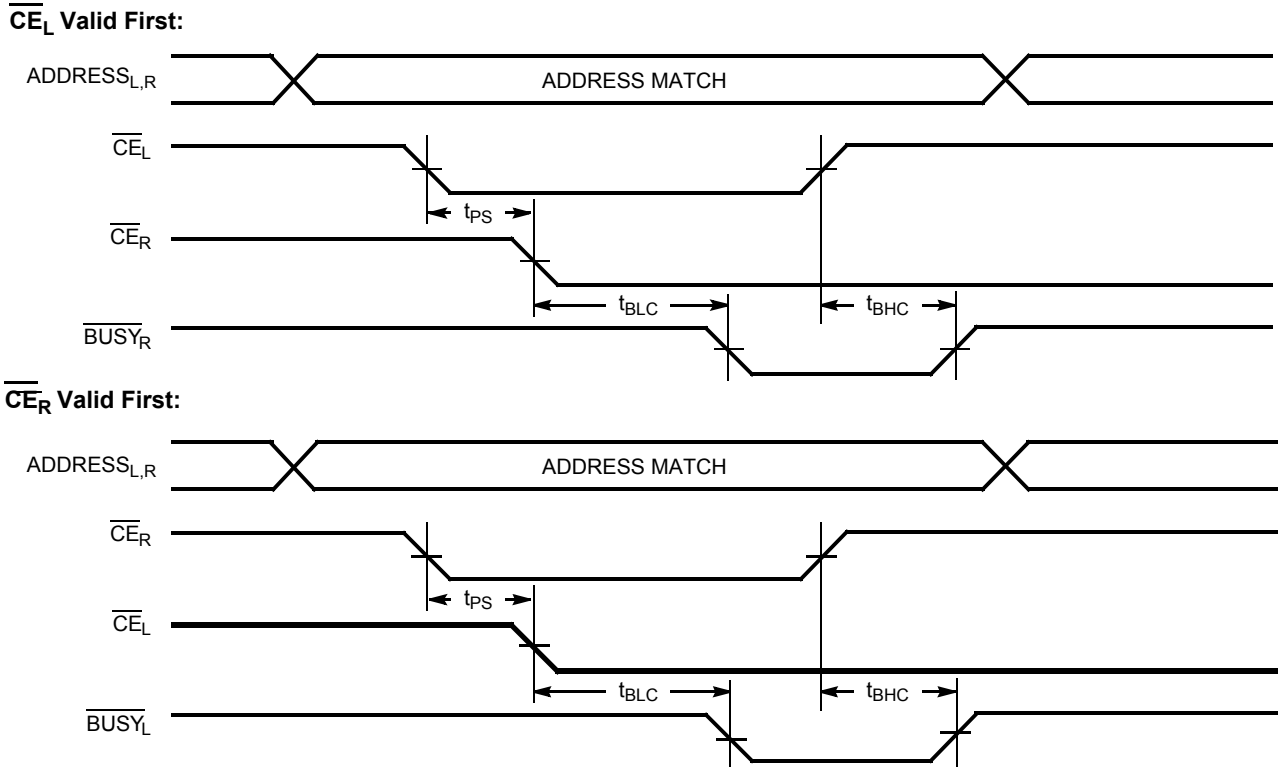 CE_L Valid First:
ADDRESS_L,R
ADDRESS MATCH
CE_L
t_PS
CE_R
t_BLC
t_BHC
BUSY_R
CE_R Valid First:
ADDRESS_L,R
ADDRESS MATCH
CE_R
t_PS
CE_L
t_BLC
t_BHC
BUSY_L